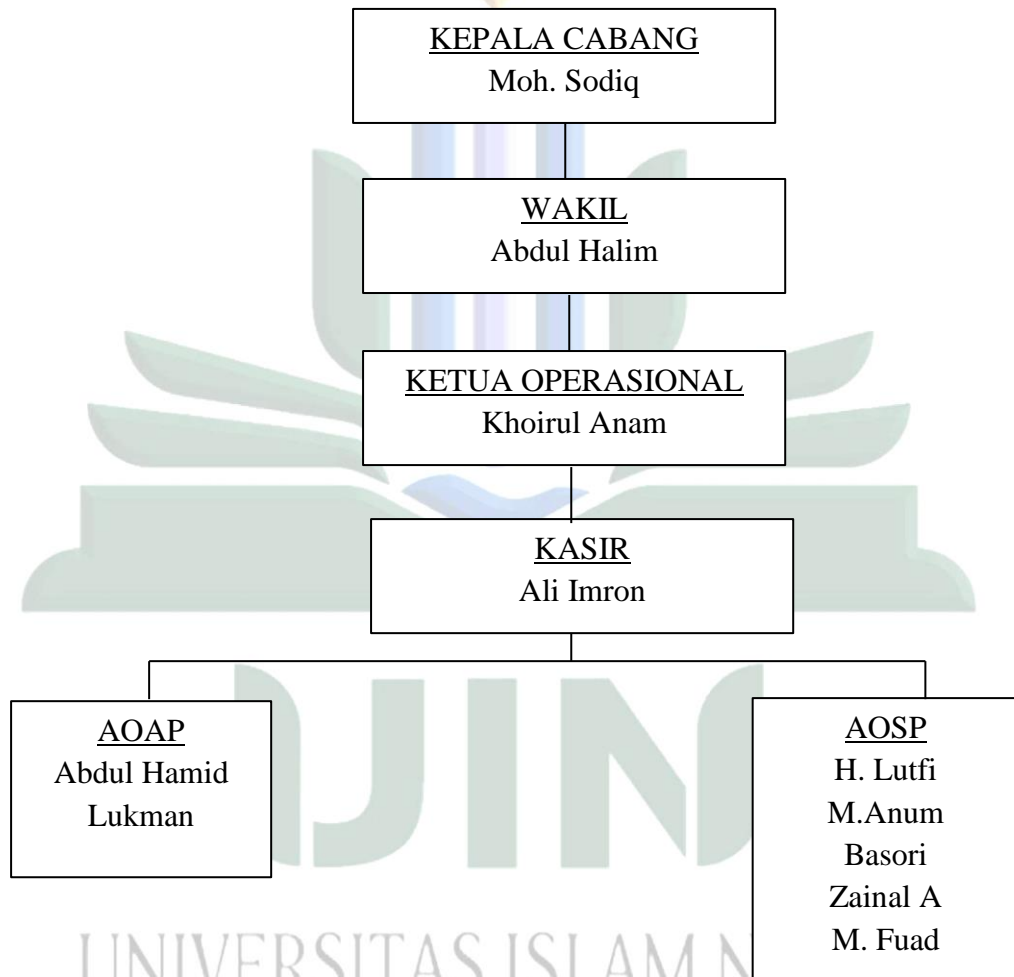 KEPALA CABANG
Moh. Sodiq
WAKIL
Abdul Halim
KETUA OPERASIONAL
Khoirul Anam
KASIR
Ali Imron
AOAP
Abdul Hamid
Lukman
AOSP
H. Lutfi
M.Anum
Basori
Zainal A
M. Fuad
UIN
UNIVERSITAS ISLAM N